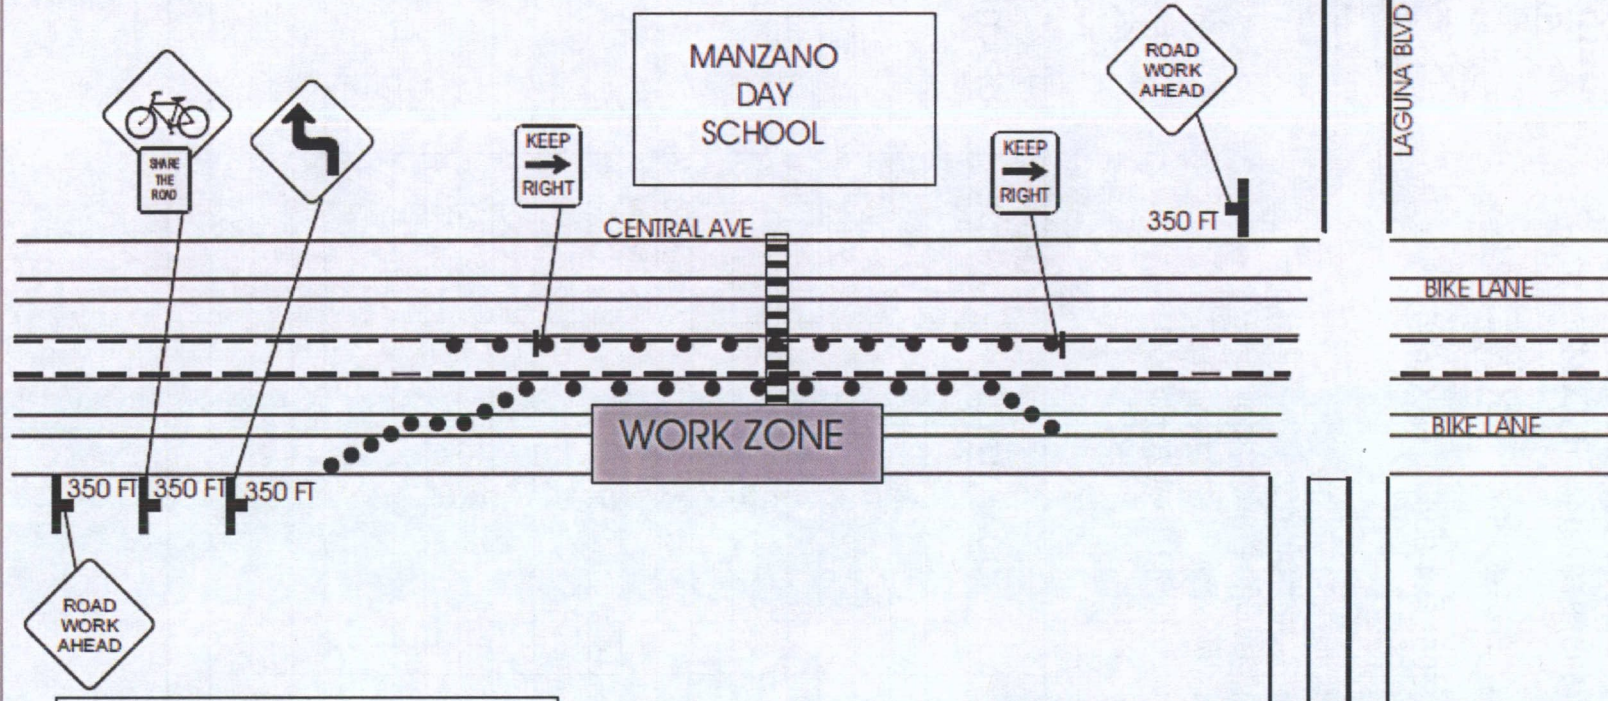 MANZANO
DAY
SCHOOL
ROAD
WORK
AHEAD
LAGUNA BLVD
SHARE
THE
ROAD
KEEP
RIGHT
KEEP
RIGHT
350 FT
CENTRAL AVE
BIKE LANE
WORK ZONE
BIKE LANE
350 FT
350 FT
350 FT
ROAD
WORK
AHEAD